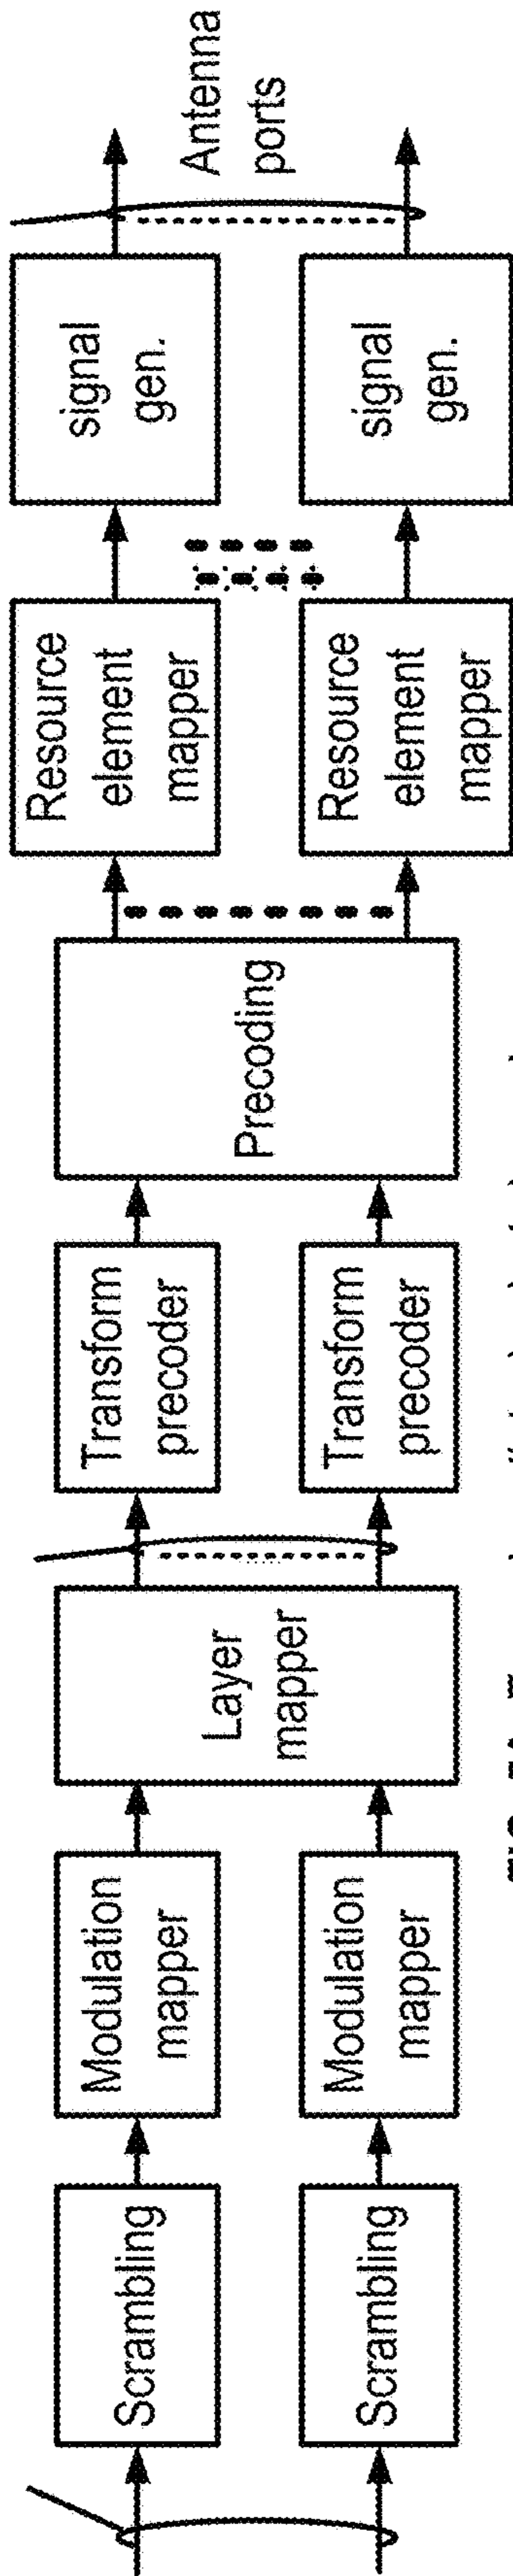 Scrambling
Modulation
mapper
Layer
mapper
Transform
precoder
Precoding
Resource
element
mapper
signal
gen.
Antenna
ports
Scrambling
Modulation
mapper
Transform
precoder
Resource
element
mapper
signal
gen.